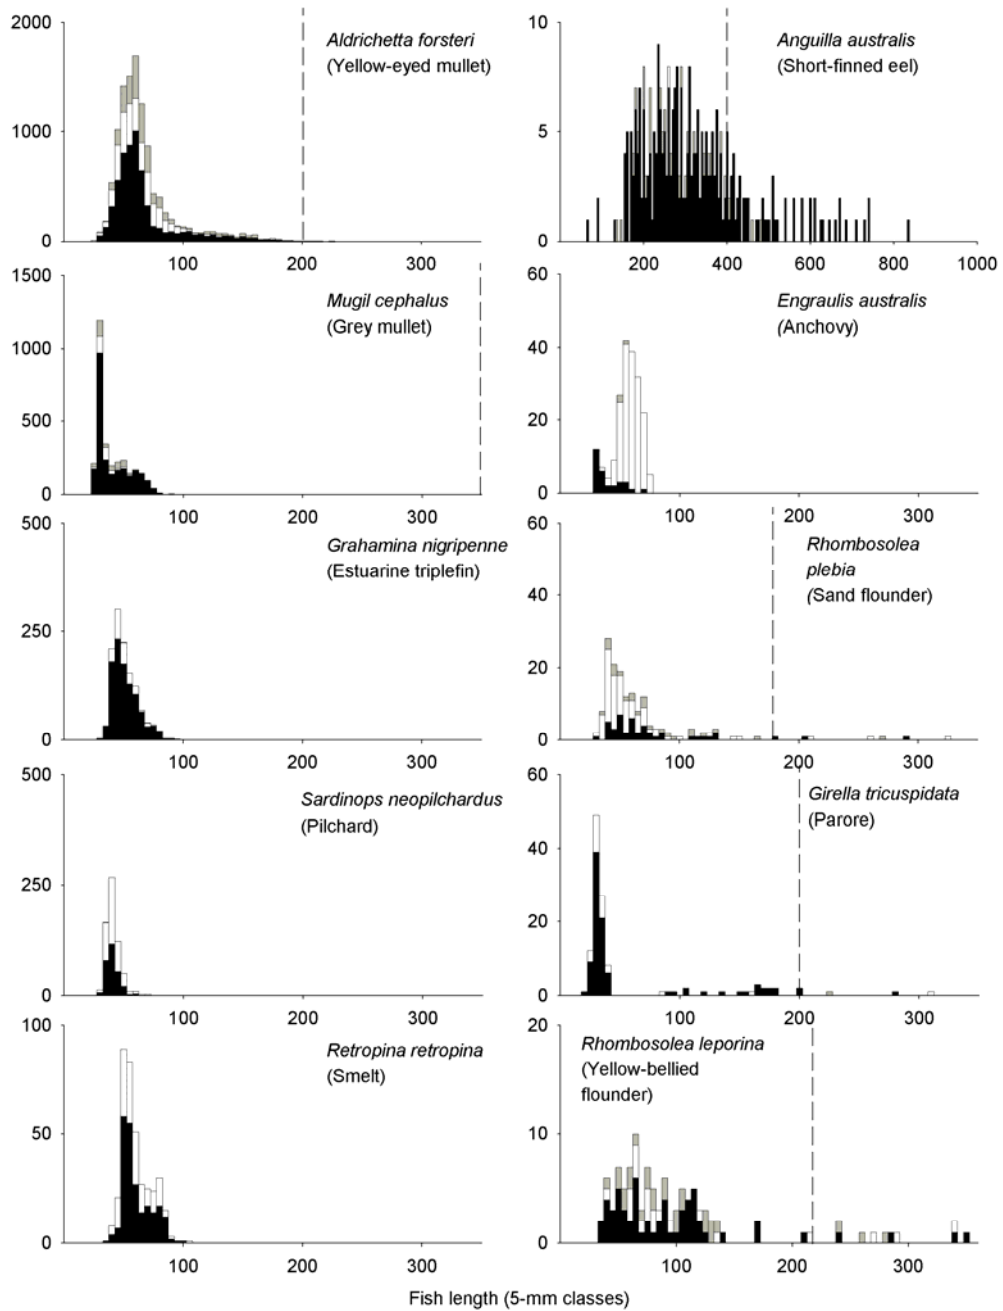 2000
1000
0
100
200
300
Aldrichetta forsteri
(Yellow-eyed mullet)
10
5
0
200
400
600
800
1000
Anguilla australis
(Short-finned eel)
1500
1000
500
0
100
200
300
Mugil cephalus
(Grey mullet)
60
40
20
0
100
200
300
Engraulis australis
(Anchovy)
500
250
0
100
200
300
Grahamina nigripenne
(Estuarine triplefin)
60
40
20
0
100
200
300
Rhombosolea
plebia
(Sand flounder)
500
250
0
100
200
300
Sardinops neopilchardus
(Pilchard)
60
40
20
0
100
200
300
Girella tricuspidata
(Parore)
100
50
0
100
200
300
Retropina retropina
(Smelt)
20
10
0
100
200
300
Rhombosolea leporina
(Yellow-bellied
flounder)
Fish length (5-mm classes)